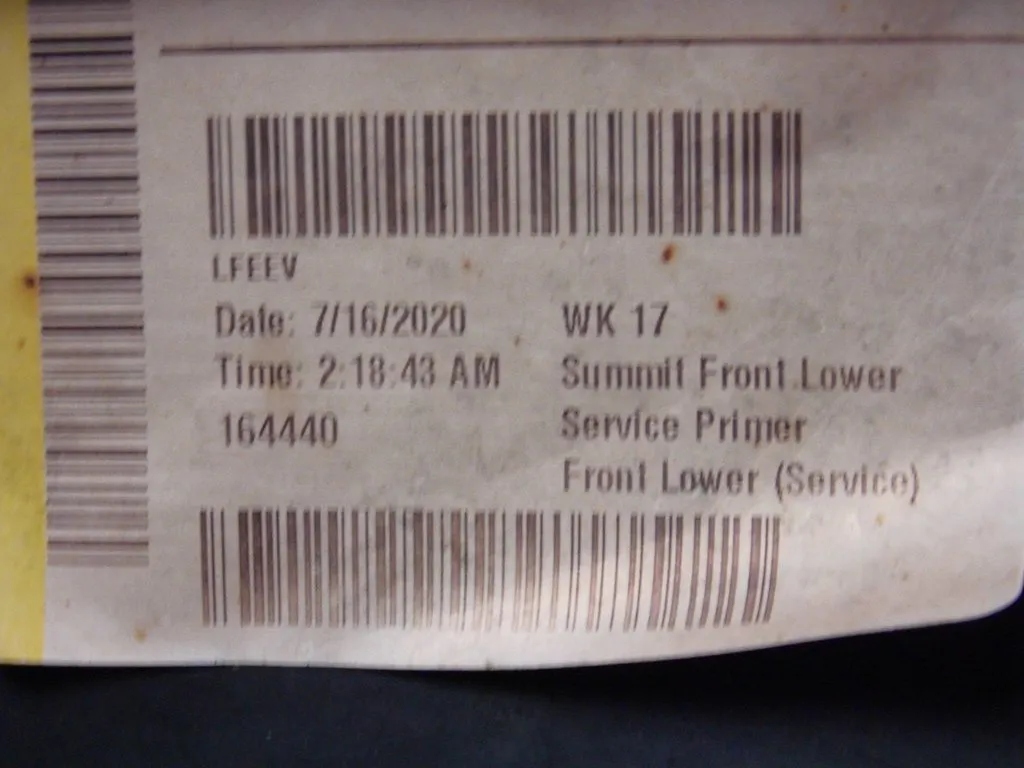 LFEEV
Date: 7/16/2020
WK 17
Time: 2:18:43 AM
Summit Front Lower
164440
Service Primer
Front Lower (Service)